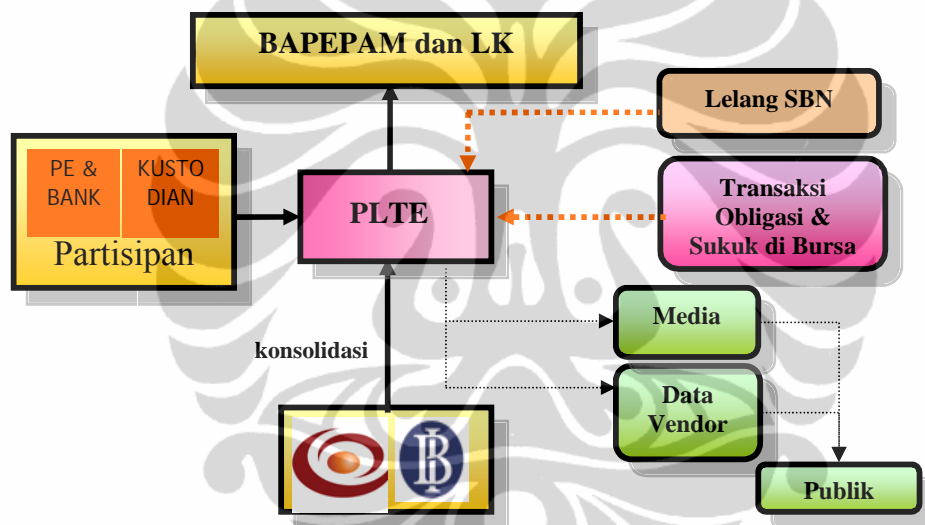 BAPEPAM dan LK
Lelang SBN
PE &
BANK
KUSTO
DIAN
Partisipan
PLTE
Transaksi
Obligasi &
Sukuk di Bursa
Media
konsolidasi
Data
Vendor
BI
Publik